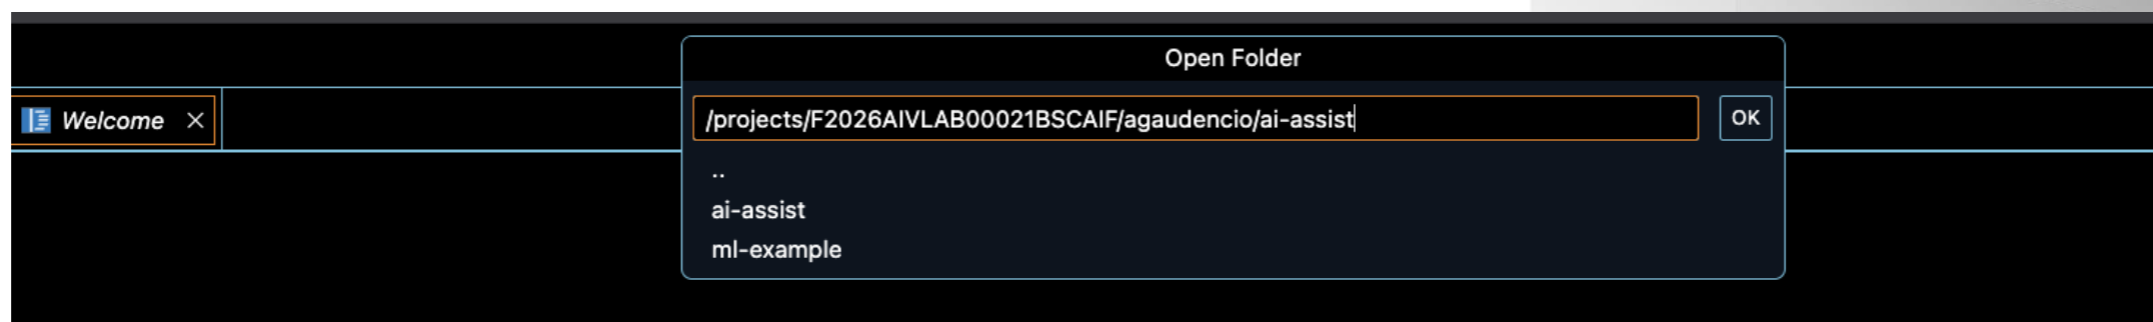 Open Folder
Welcome
/projects/F2026AIVLAB00021BSCAIF/agaudencio/ai-assist
OK
..
ai-assist
ml-example